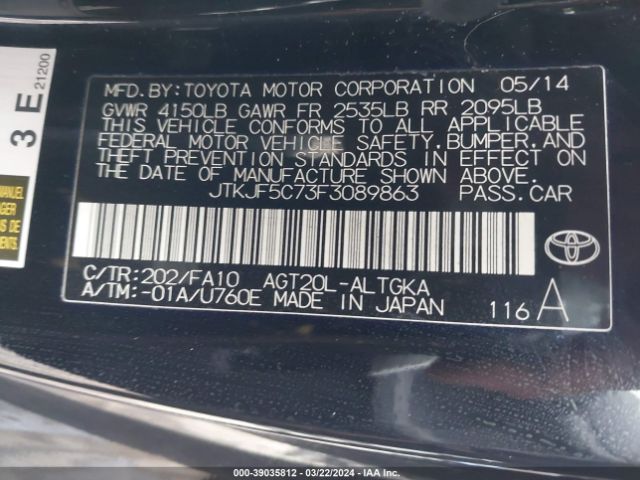 3 E
21200
MFD. BY: TOYOTA MOTOR CORPORATION 05/14
GVWR 4150LB GAWR FR 2535LB RR 2095LB
THIS VEHICLE CONFORMS TO ALL APPLICABLE
FEDERAL MOTOR VEHICLE SAFETY, BUMPER, AND
THEFT PREVENTION STANDARDS IN EFFECT ON
THE DATE OF MANUFACTURE SHOWN ABOVE.
JTKJF5C73F3089863 PASS. CAR
C/TR: 202/FA10 AGT20L-ALTGKA
A/TM: -01A/U760E MADE IN JAPAN
116 A
000-39035812 - 03/22/2024 - IAA Inc.